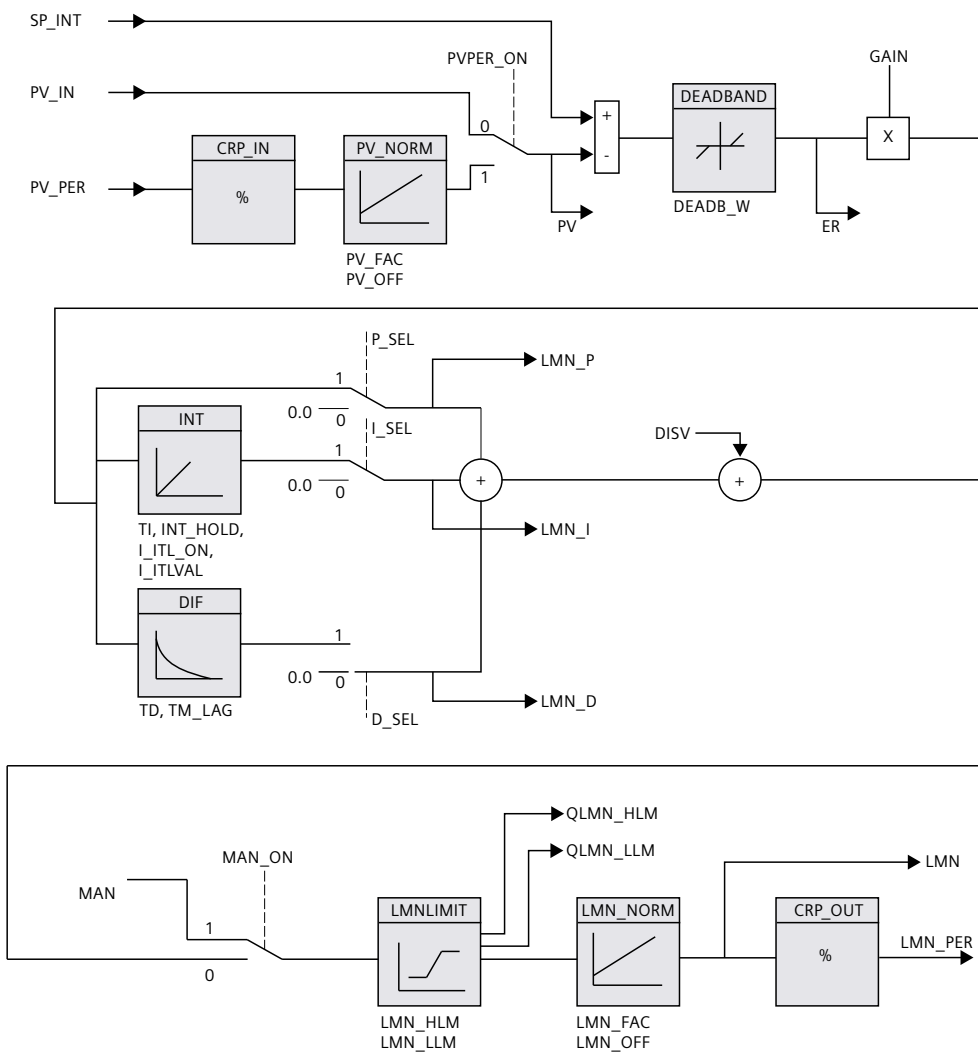 SP_INT
PV_IN
PVPER_ON
GAIN
0
+
-
DEADBAND
DEADB_W
X
PV_PER
CRP_IN
%
PV_NORM
PV_FAC
PV_OFF
1
PV
ER
P_SEL
LMN_P
1
0.0
0
INT
I_SEL
1
0.0
0
+
DISV
+
LMN_I
TI, INT_HOLD,
I_ITL_ON,
I_ITLVAL
DIF
1
0.0
0
LMN_D
TD, TM_LAG
D_SEL
QLMN_HLM
QLMN_LLM
MAN_ON
MAN
1
0
LMNLIMIT
LMN_HLM
LMN_LLM
LMN_NORM
LMN_FAC
LMN_OFF
LMN
CRP_OUT
%
LMN_PER